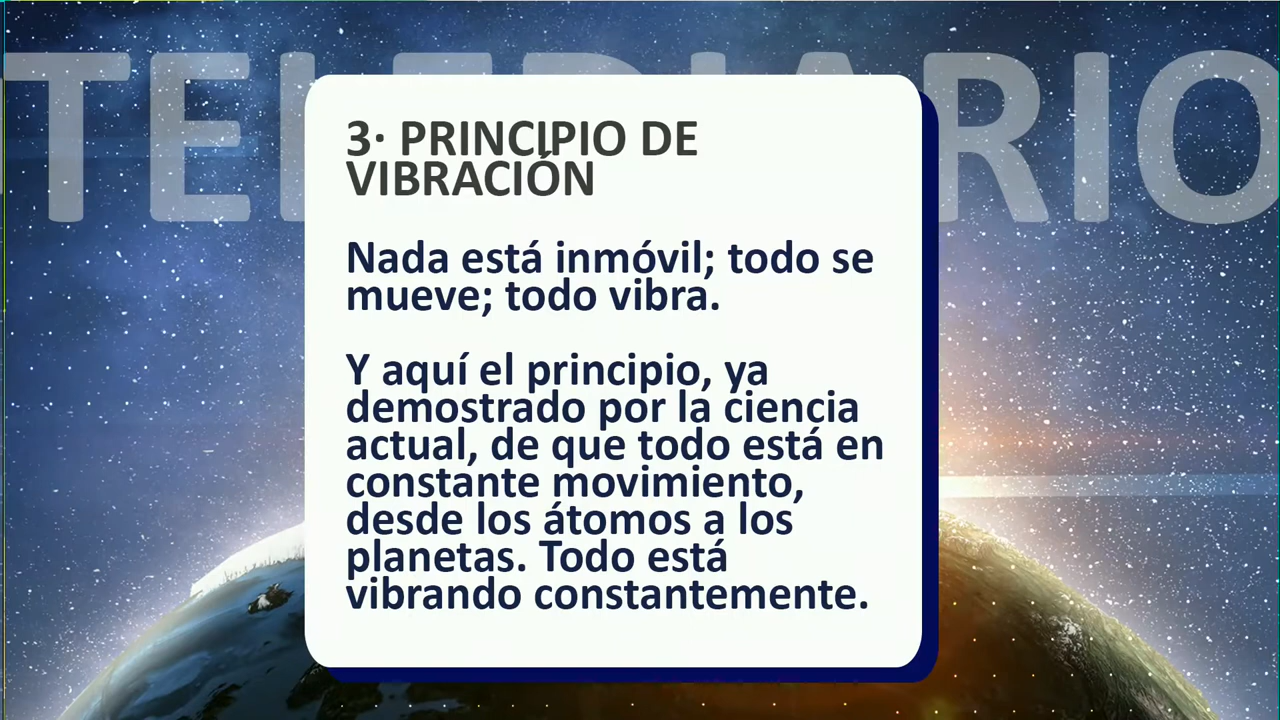 TELEDIARIO
3· PRINCIPIO DE
VIBRACIÓN
Nada está inmóvil; todo se
mueve; todo vibra.
Y aquí el principio, ya
demostrado por la ciencia
actual, de que todo está en
constante movimiento,
desde los átomos a los
planetas. Todo está
vibrando constantemente.